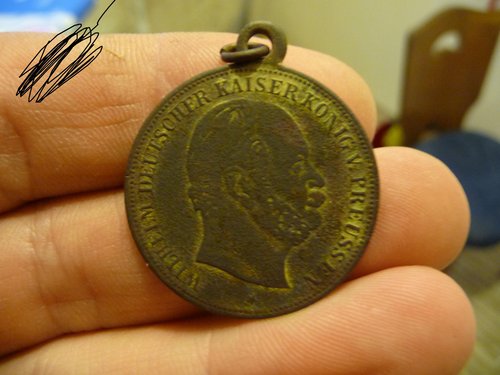 WILHELM DEUTSCHER KAISER KÖNIG V. PREUSSEN